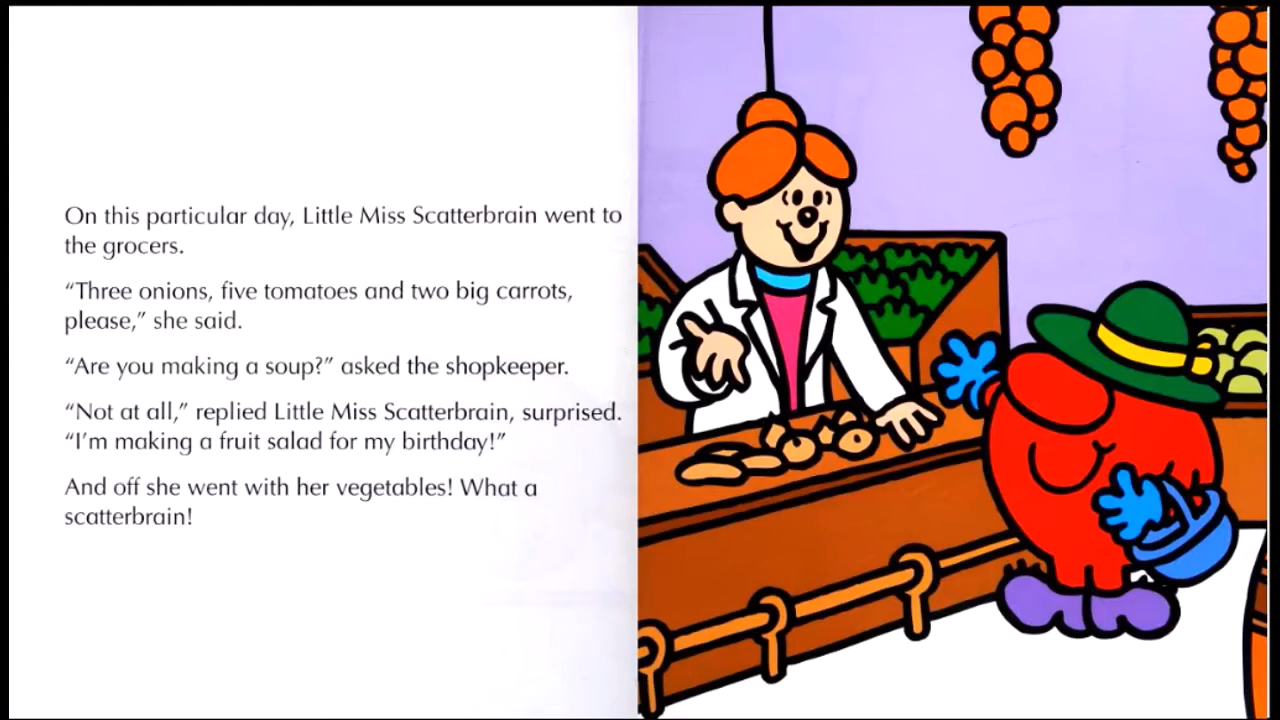 On this particular day, Little Miss Scatterbrain went to
the grocers.
“Three onions, five tomatoes and two big carrots,
please,” she said.
“Are you making a soup?” asked the shopkeeper.
“Not at all,” replied Little Miss Scatterbrain, surprised.
“I’m making a fruit salad for my birthday!”
And off she went with her vegetables! What a
scatterbrain!